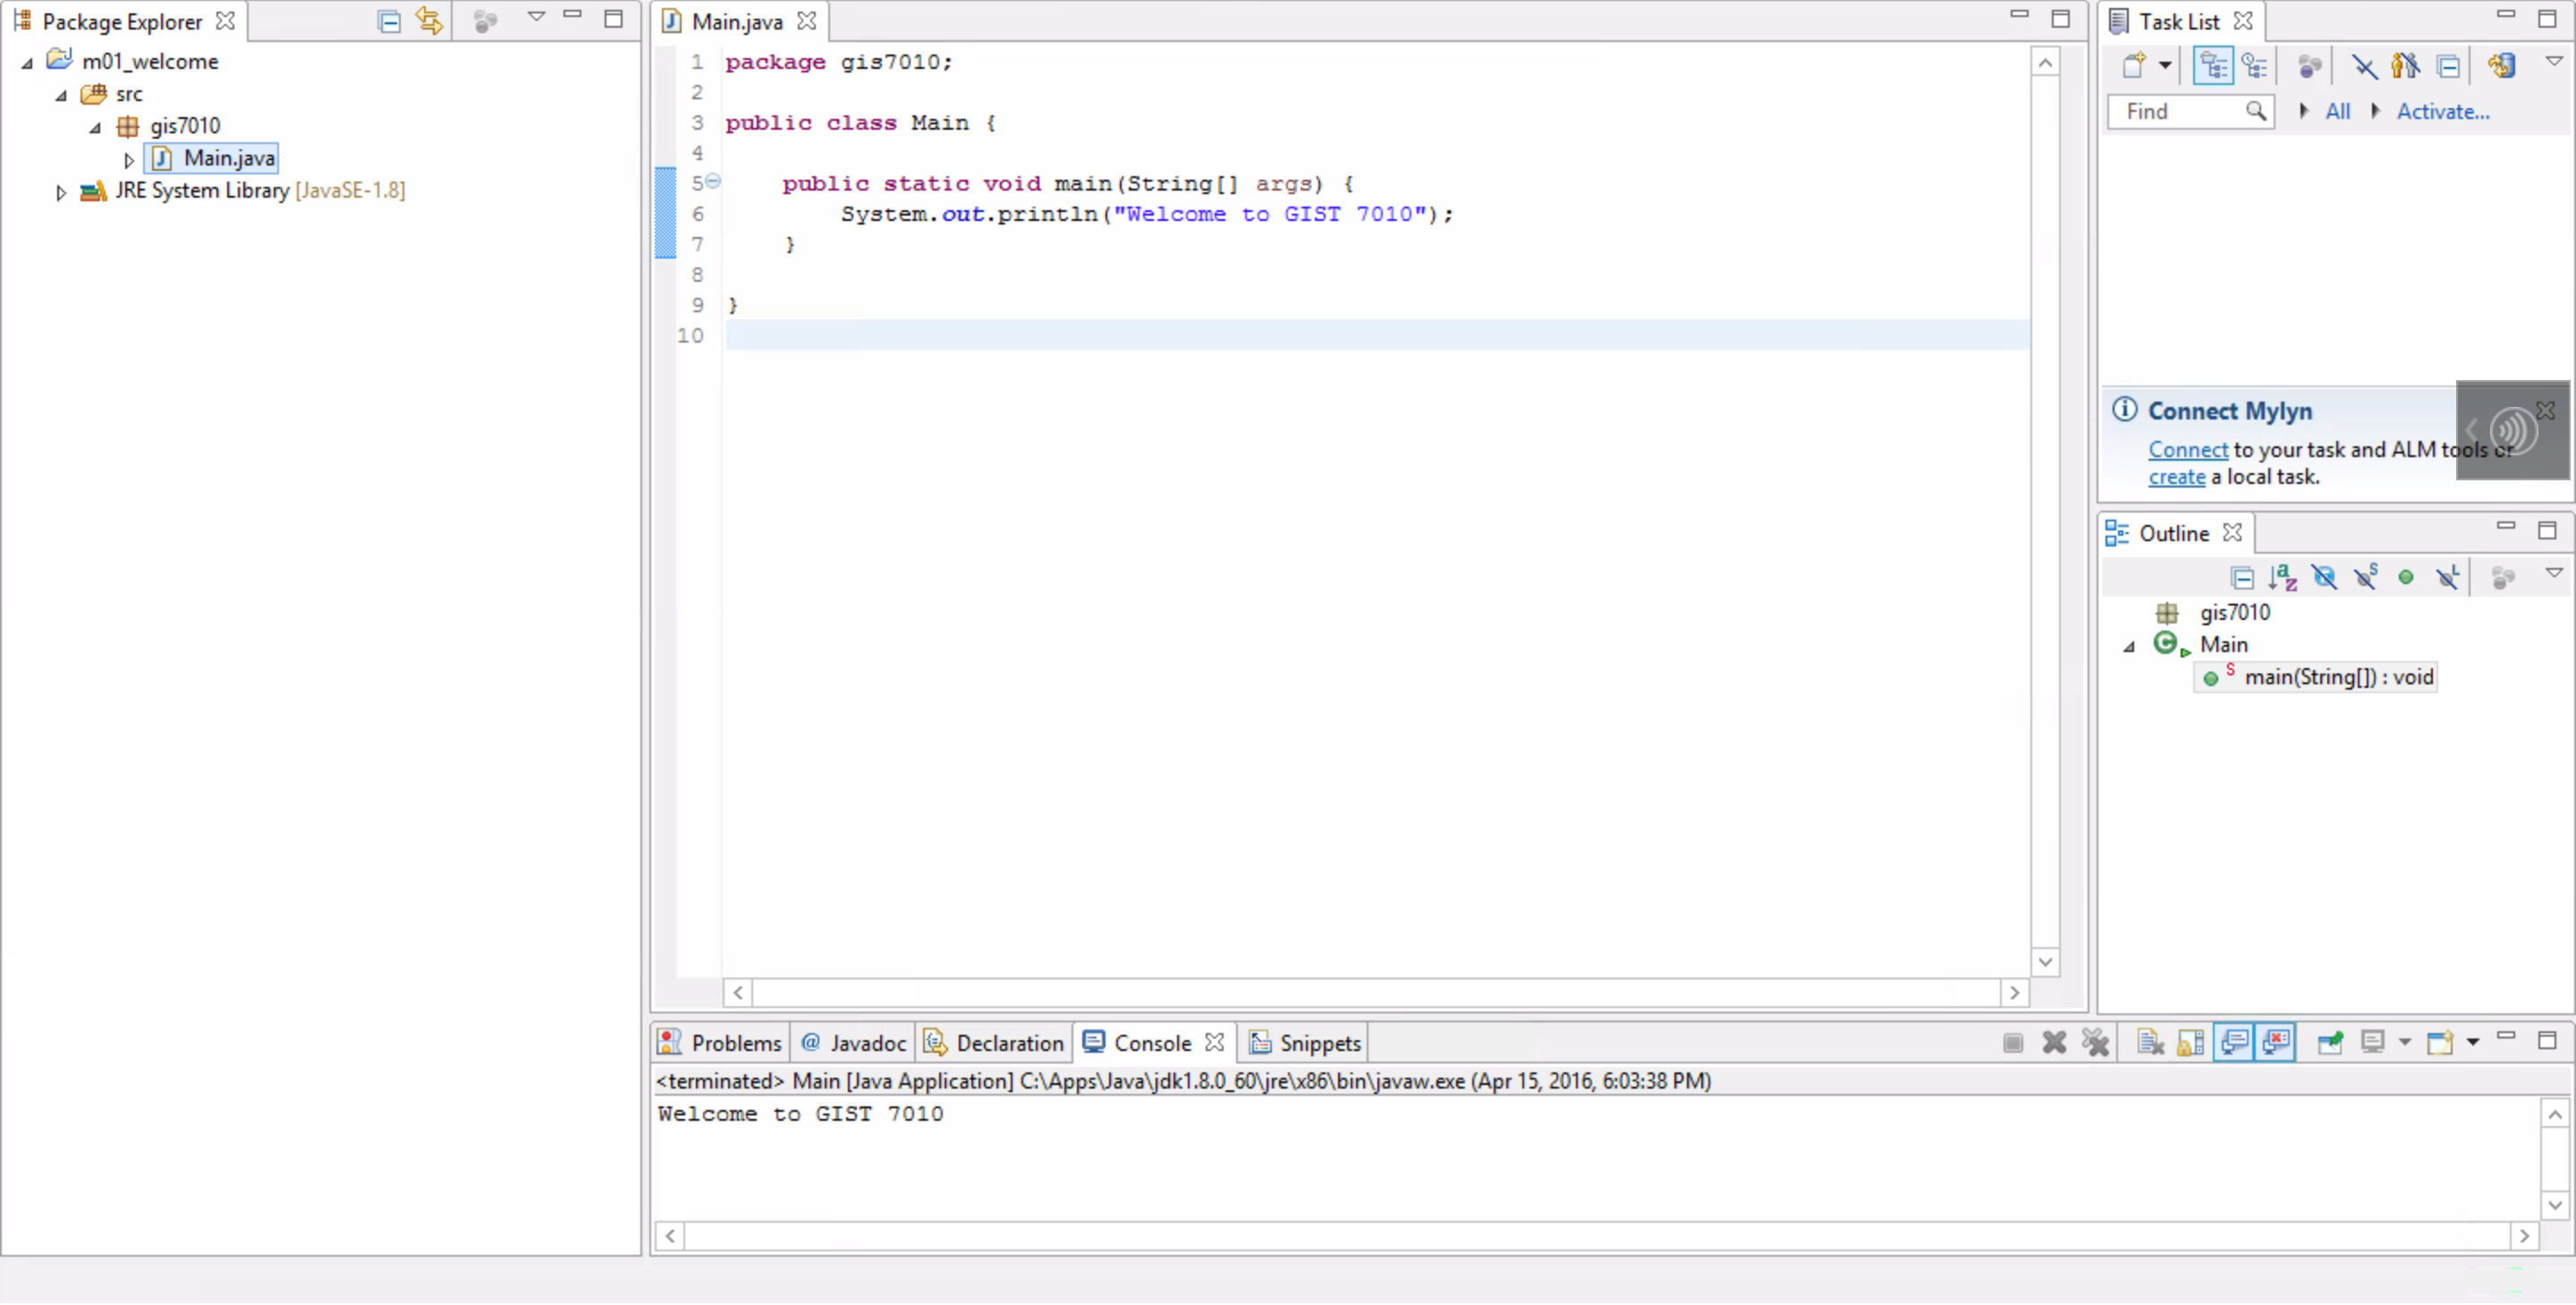 Package Explorer
m01_welcome
src
gis7010
Main.java
JRE System Library [JavaSE-1.8]
Main.java
1 package gis7010;
2
3 public class Main {
4
5 public static void main(String[] args) {
6 System.out.println("Welcome to GIST 7010");
7 }
8
9 }
10
Task List
Find All Activate...
Connect Mylyn
Connect to your task and ALM tools or
create a local task.
Outline
gis7010
Main
main(String[]) : void
Problems @ Javadoc Declaration Console Snippets
<terminated> Main [Java Application] C:\Apps\Java\jdk1.8.0_60\jre\x86\bin\javaw.exe (Apr 15, 2016, 6:03:38 PM)
Welcome to GIST 7010